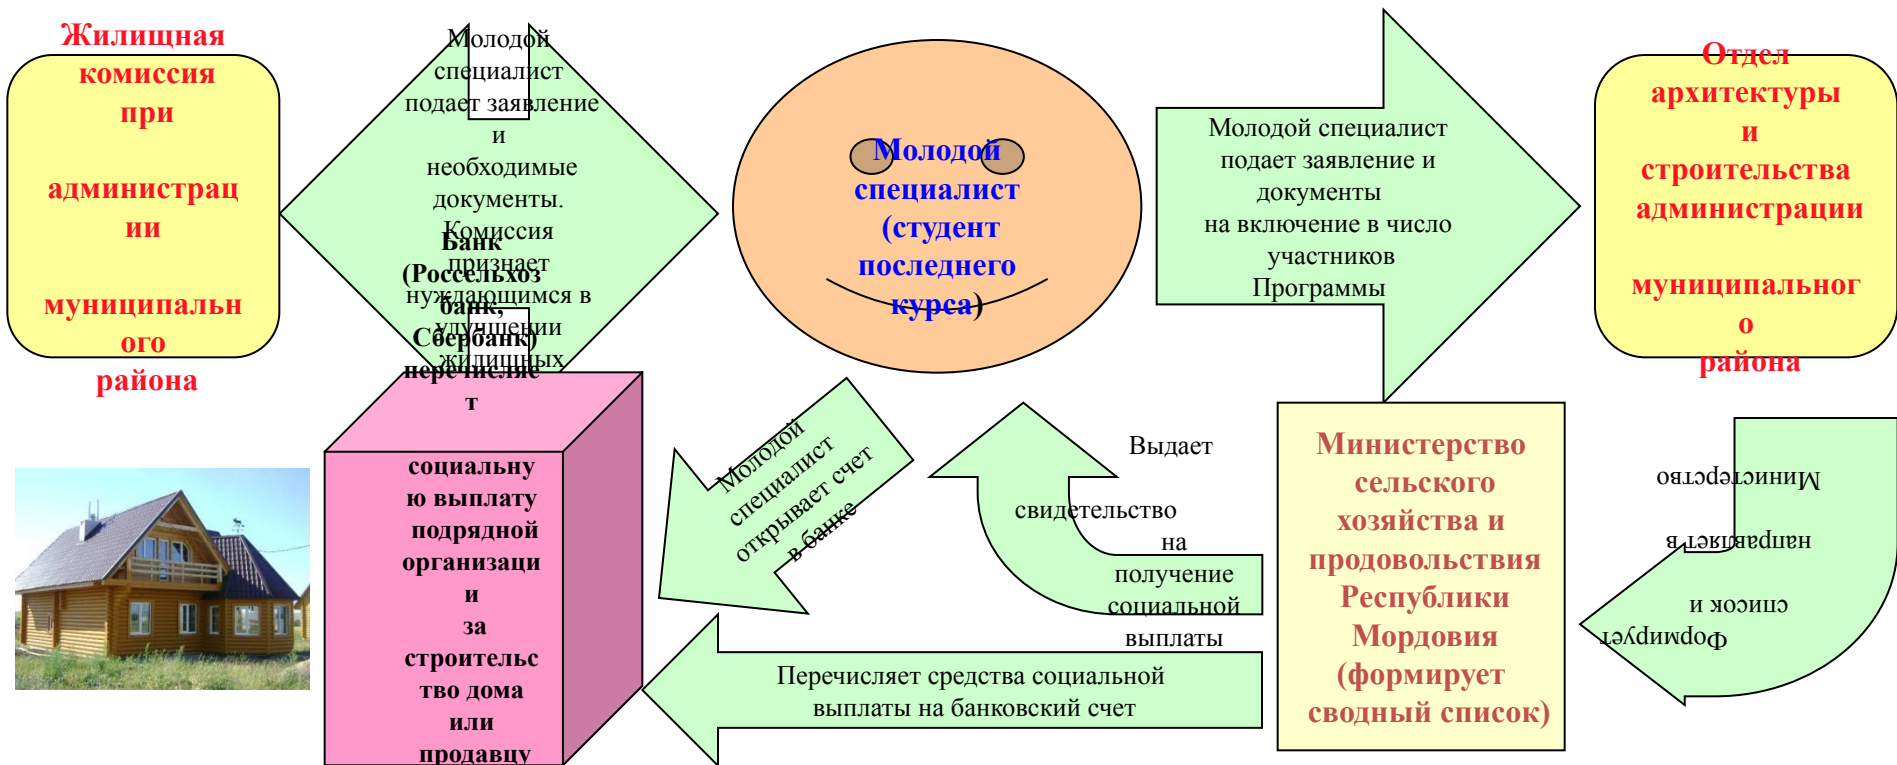 Жилищная
комиссия
при
администрац
ии
муниципальн
ого
района
Молодой
специалист
подает заявление
и
необходимые
документы.
Комиссия
признает
нуждающимся в
улучшении
жилищных
Молодой
специалист
(студент
последнего
курса)
Молодой специалист
подает заявление и
документы
на включение в число
участников
Программы
Отдел
архитектуры
и
строительства
администрации
муниципальног
о
района
Банк
(Россельхоз
банк,
Сбербанк)
перечисляе
т
социальну
ю выплату
подрядной
организаци
и
за
строительс
тво дома
или
продавцу
Молодой
специалист
открывает счет
в банке
Выдает
свидетельство
на
получение
социальной
выплаты
Министерство
сельского
хозяйства и
продовольствия
Республики
Мордовия
(формирует
сводный список)
Формирует
список и
направляет в
Министерство
Перечисляет средства социальной
выплаты на банковский счет